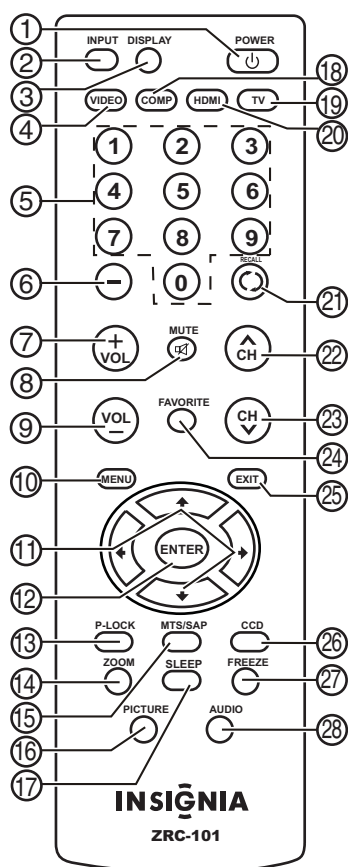 ① INPUT DISPLAY POWER
②
③ ⑱
VIDEO COMP HDMI TV ⑲
④ ⑳
1 2 3
⑤ 4 5 6
7 8 9
RECALL
⑥ − 0 ㉑
⑦ + VOL MUTE CH ㉒
⑧
⑨ VOL − FAVORITE CH ㉓
㉔
⑩ MENU EXIT ㉕
⑪
⑫ ENTER
P-LOCK MTS/SAP CCD
⑬ ㉖
ZOOM SLEEP FREEZE
⑭ ㉗
⑮
PICTURE AUDIO
⑯ ㉘
⑰
INSIGNIA
ZRC-101